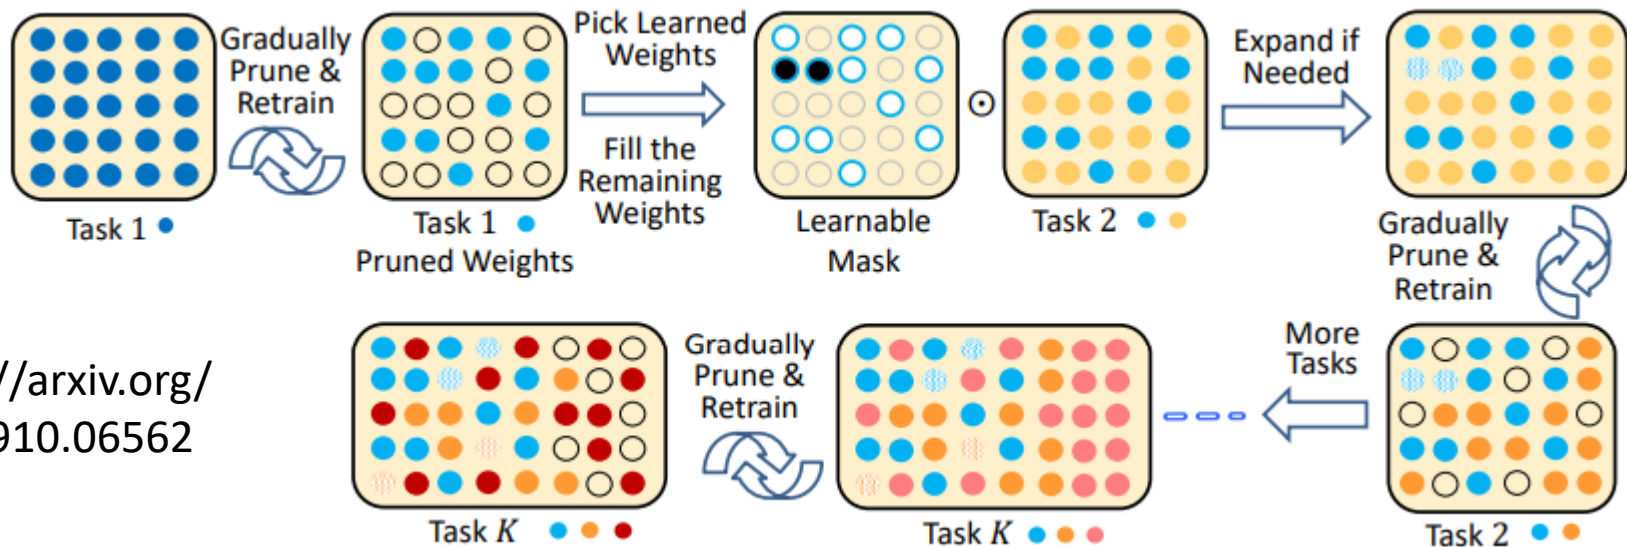 Gradually
Prune &
Retrain
Pick Learned
Weights
Fill the
Remaining
Weights
⊙
Expand if
Needed
Task 1
Task 1
Pruned Weights
Learnable
Mask
Task 2
Gradually
Prune &
Retrain
//arxiv.org/
910.06562
Gradually
Prune &
Retrain
More
Tasks
Task K
Task K
Task 2